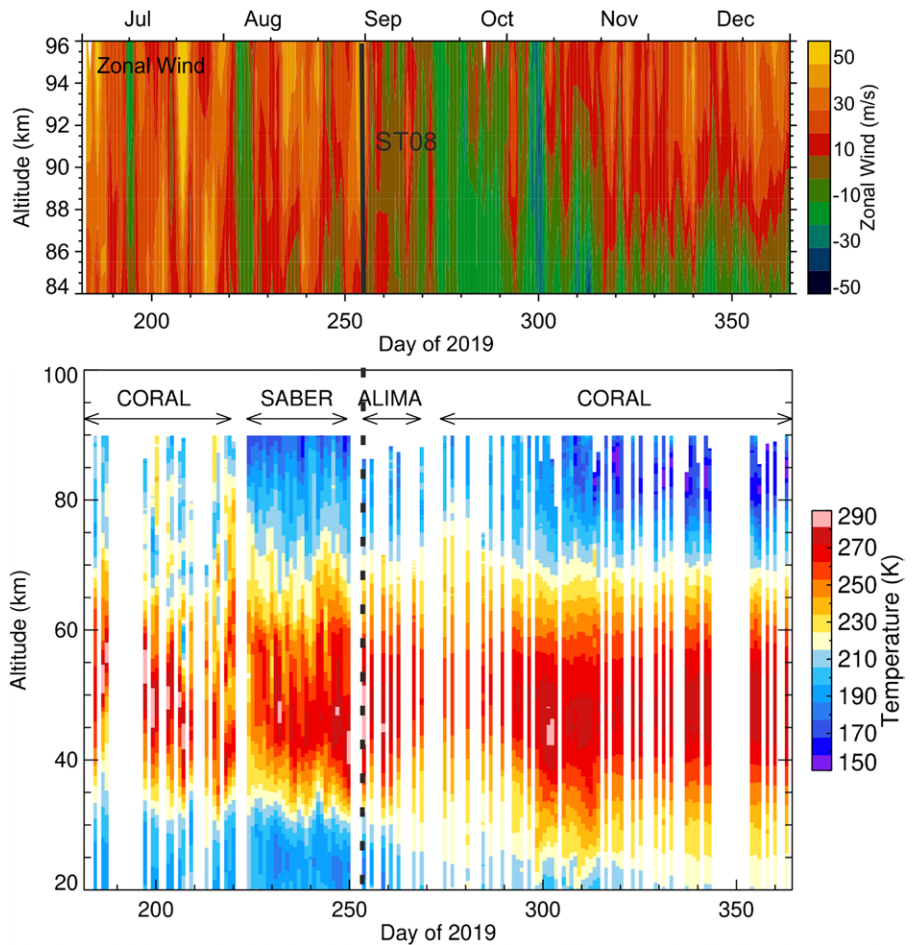 Jul Aug Sep Oct Nov Dec
96
94
92
90
88
86
84
Altitude (km)
Zonal Wind
ST08
50
30
10
-10
-30
-50
Zonal Wind (m/s)
200 250 300 350
Day of 2019
100
80
60
40
20
Altitude (km)
CORAL SABER ALIMA CORAL
290
270
250
230
210
190
170
150
Temperature (K)
200 250 300 350
Day of 2019